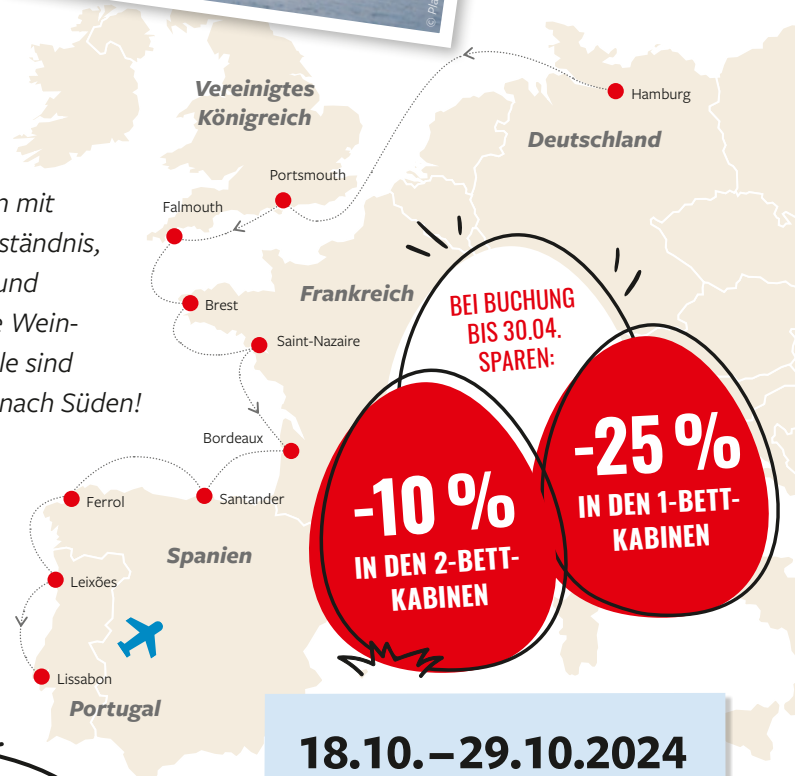 © Pla
Vereinigtes
Königreich
Hamburg
Deutschland
Portsmouth
Falmouth
n mit
ständnis,
und
e Wein-
le sind
nach Süden!
Frankreich
Brest
Saint-Nazaire
BEI BUCHUNG
BIS 30.04.
SPAREN:
-25 %
IN DEN 1-BETT-
KABINEN
-10 %
IN DEN 2-BETT-
KABINEN
Bordeaux
Ferrol
Santander
Spanien
Leixões
Lissabon
Portugal
18.10.–29.10.2024